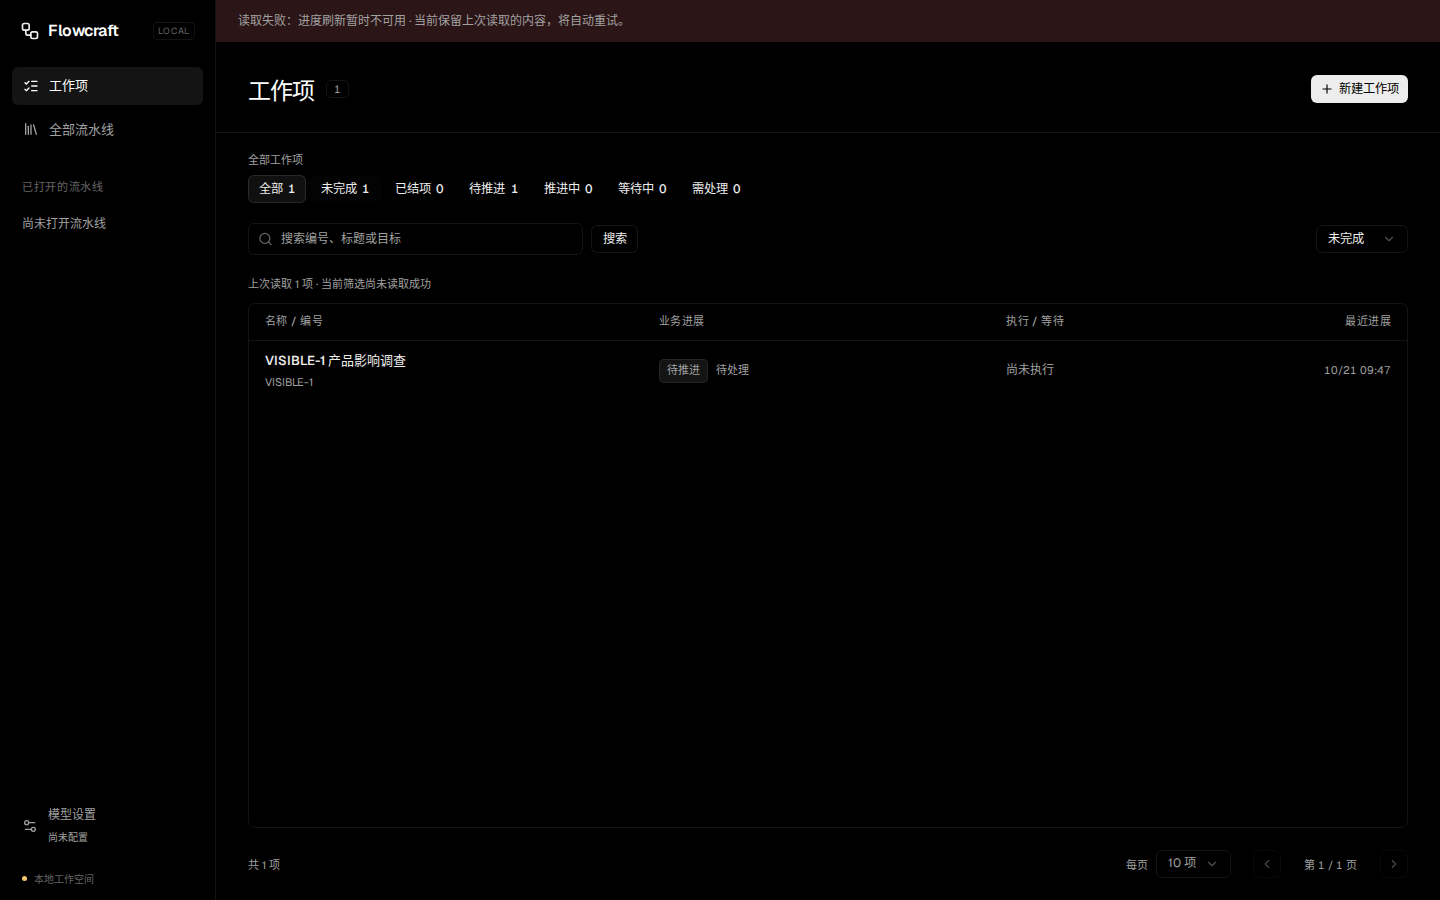 Flowcraft LOCAL
读取失败：进度刷新暂时不可用 · 当前保留上次读取的内容，将自动重试。
工作项
全部流水线
已打开的流水线
尚未打开流水线
模型设置
尚未配置
本地工作空间
工作项 1
新建工作项
全部工作项
全部 1 未完成 1 已结项 0 待推进 1 推进中 0 等待中 0 需处理 0
搜索编号、标题或目标 搜索 未完成
上次读取 1 项 · 当前筛选尚未读取成功
名称 / 编号 业务进展 执行 / 等待 最近进展
VISIBLE-1 产品影响调查
VISIBLE-1
待推进 待处理 尚未执行 10/21 09:47
共 1 项 每页 10 项 第 1 / 1 页